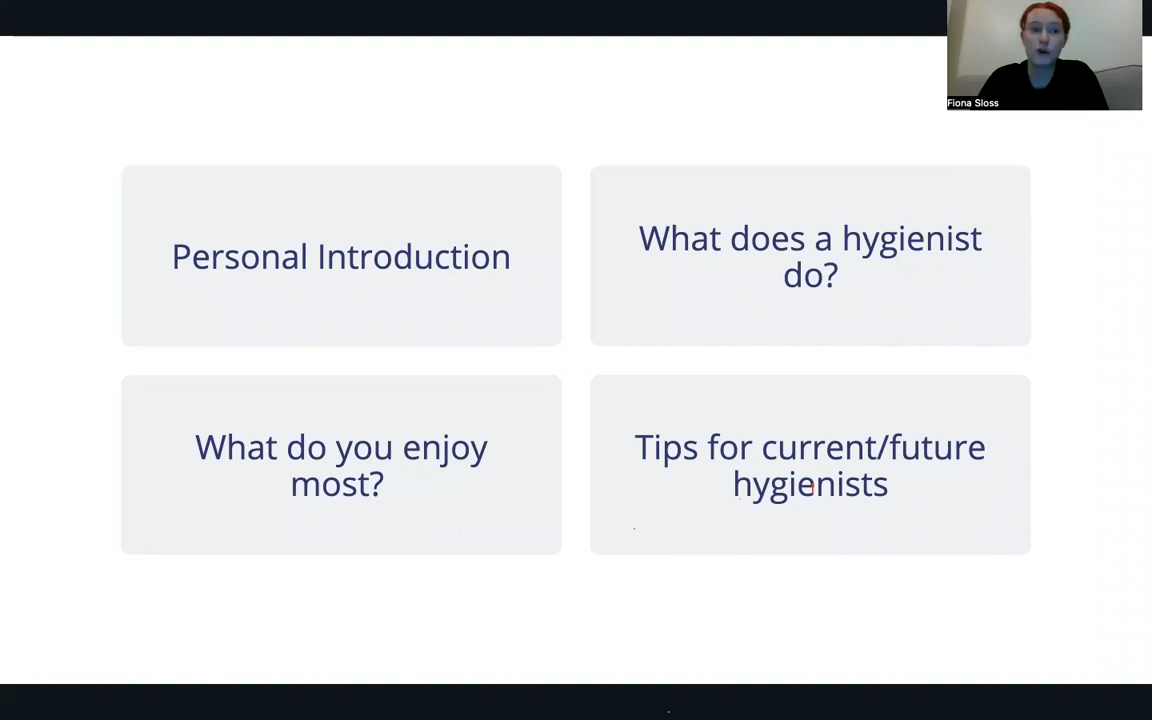 Fiona Sloss
Personal Introduction
What does a hygienist
do?
What do you enjoy
most?
Tips for current/future
hygienists